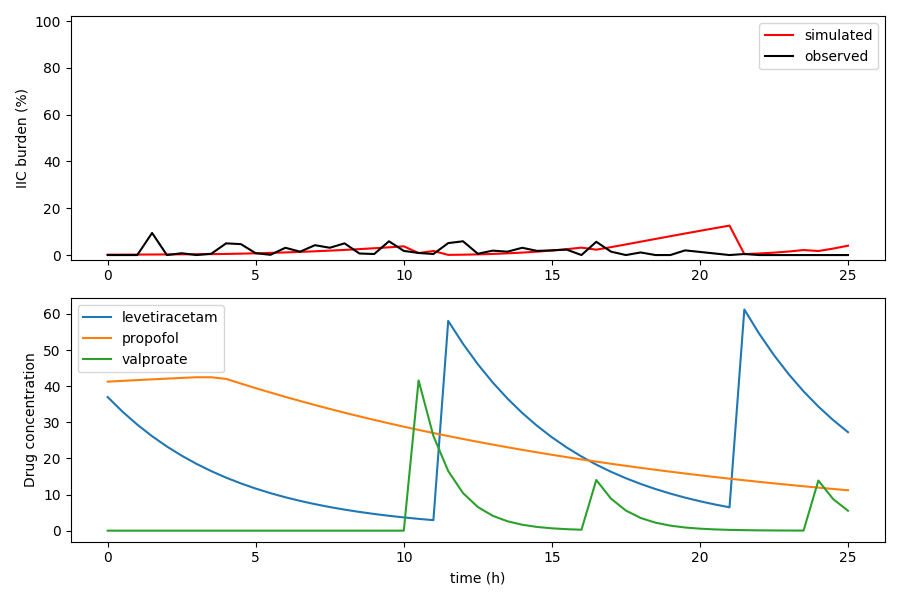 IIC burden (%)
100
80
60
40
20
0
simulated
observed
0 5 10 15 20 25
Drug concentration
60
50
40
30
20
10
0
levetiracetam
propofol
valproate
0 5 10 15 20 25
time (h)